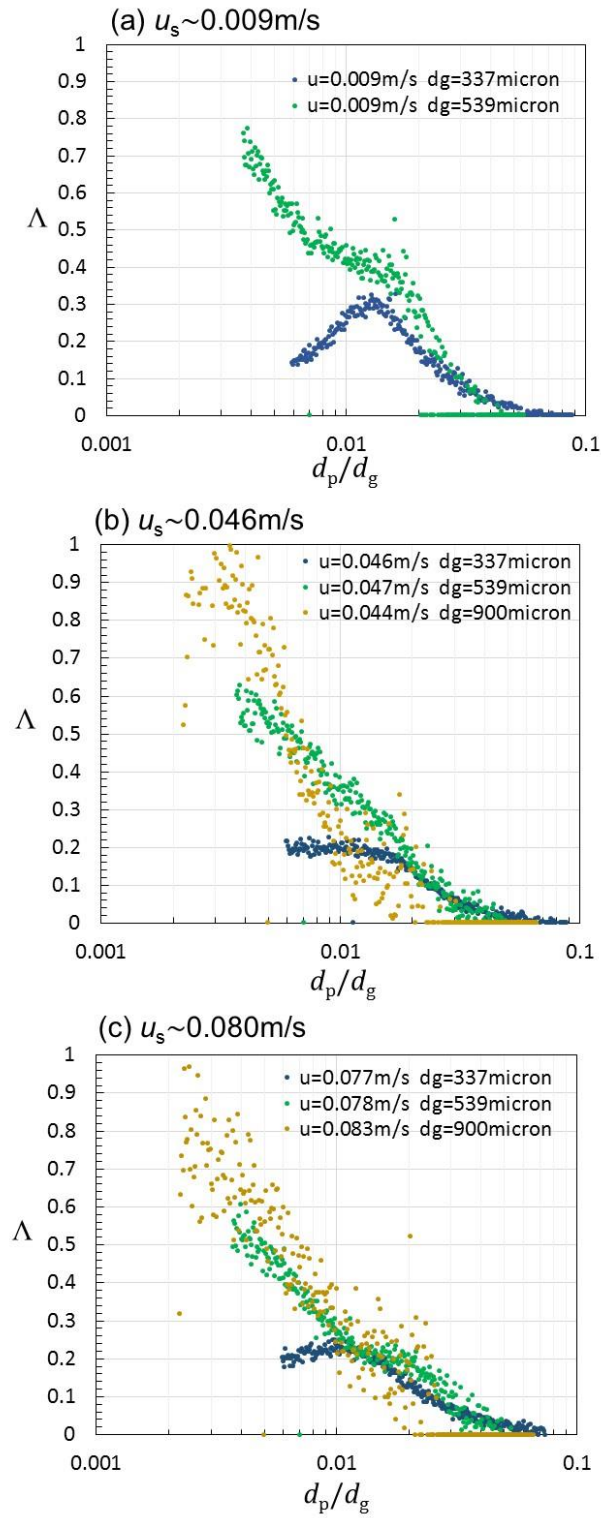 (a) uₛ~0.009m/s
1
0.9
0.8
0.7
0.6
0.5
0.4
0.3
0.2
0.1
0
Λ
u=0.009m/s dg=337micron
u=0.009m/s dg=539micron
0.001 0.01 0.1
dₚ/d_g
(b) uₛ~0.046m/s
1
0.9
0.8
0.7
0.6
0.5
0.4
0.3
0.2
0.1
0
Λ
u=0.046m/s dg=337micron
u=0.047m/s dg=539micron
u=0.044m/s dg=900micron
0.001 0.01 0.1
dₚ/d_g
(c) uₛ~0.080m/s
1
0.9
0.8
0.7
0.6
0.5
0.4
0.3
0.2
0.1
0
Λ
u=0.077m/s dg=337micron
u=0.078m/s dg=539micron
u=0.083m/s dg=900micron
0.001 0.01 0.1
dₚ/d_g